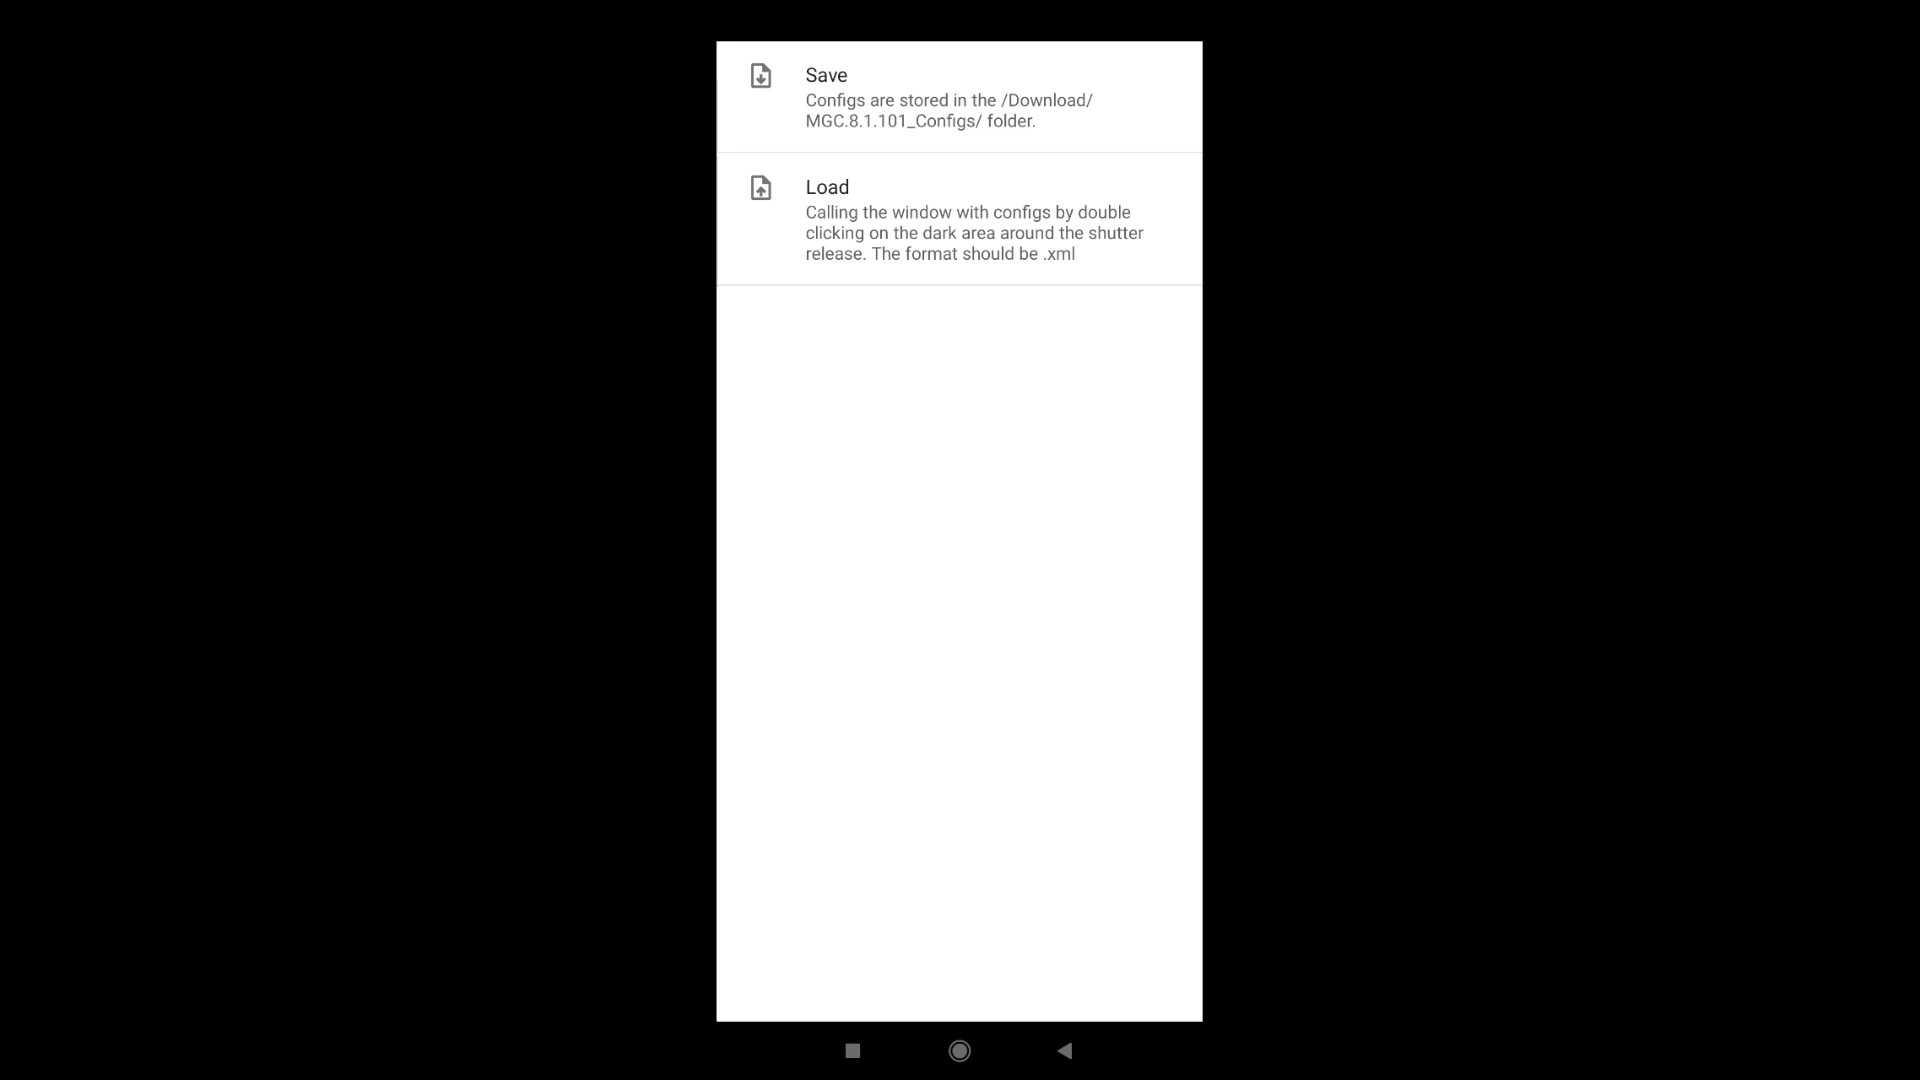 Save
Configs are stored in the /Download/
MGC.8.1.101_Configs/ folder.
Load
Calling the window with configs by double
clicking on the dark area around the shutter
release. The format should be .xml